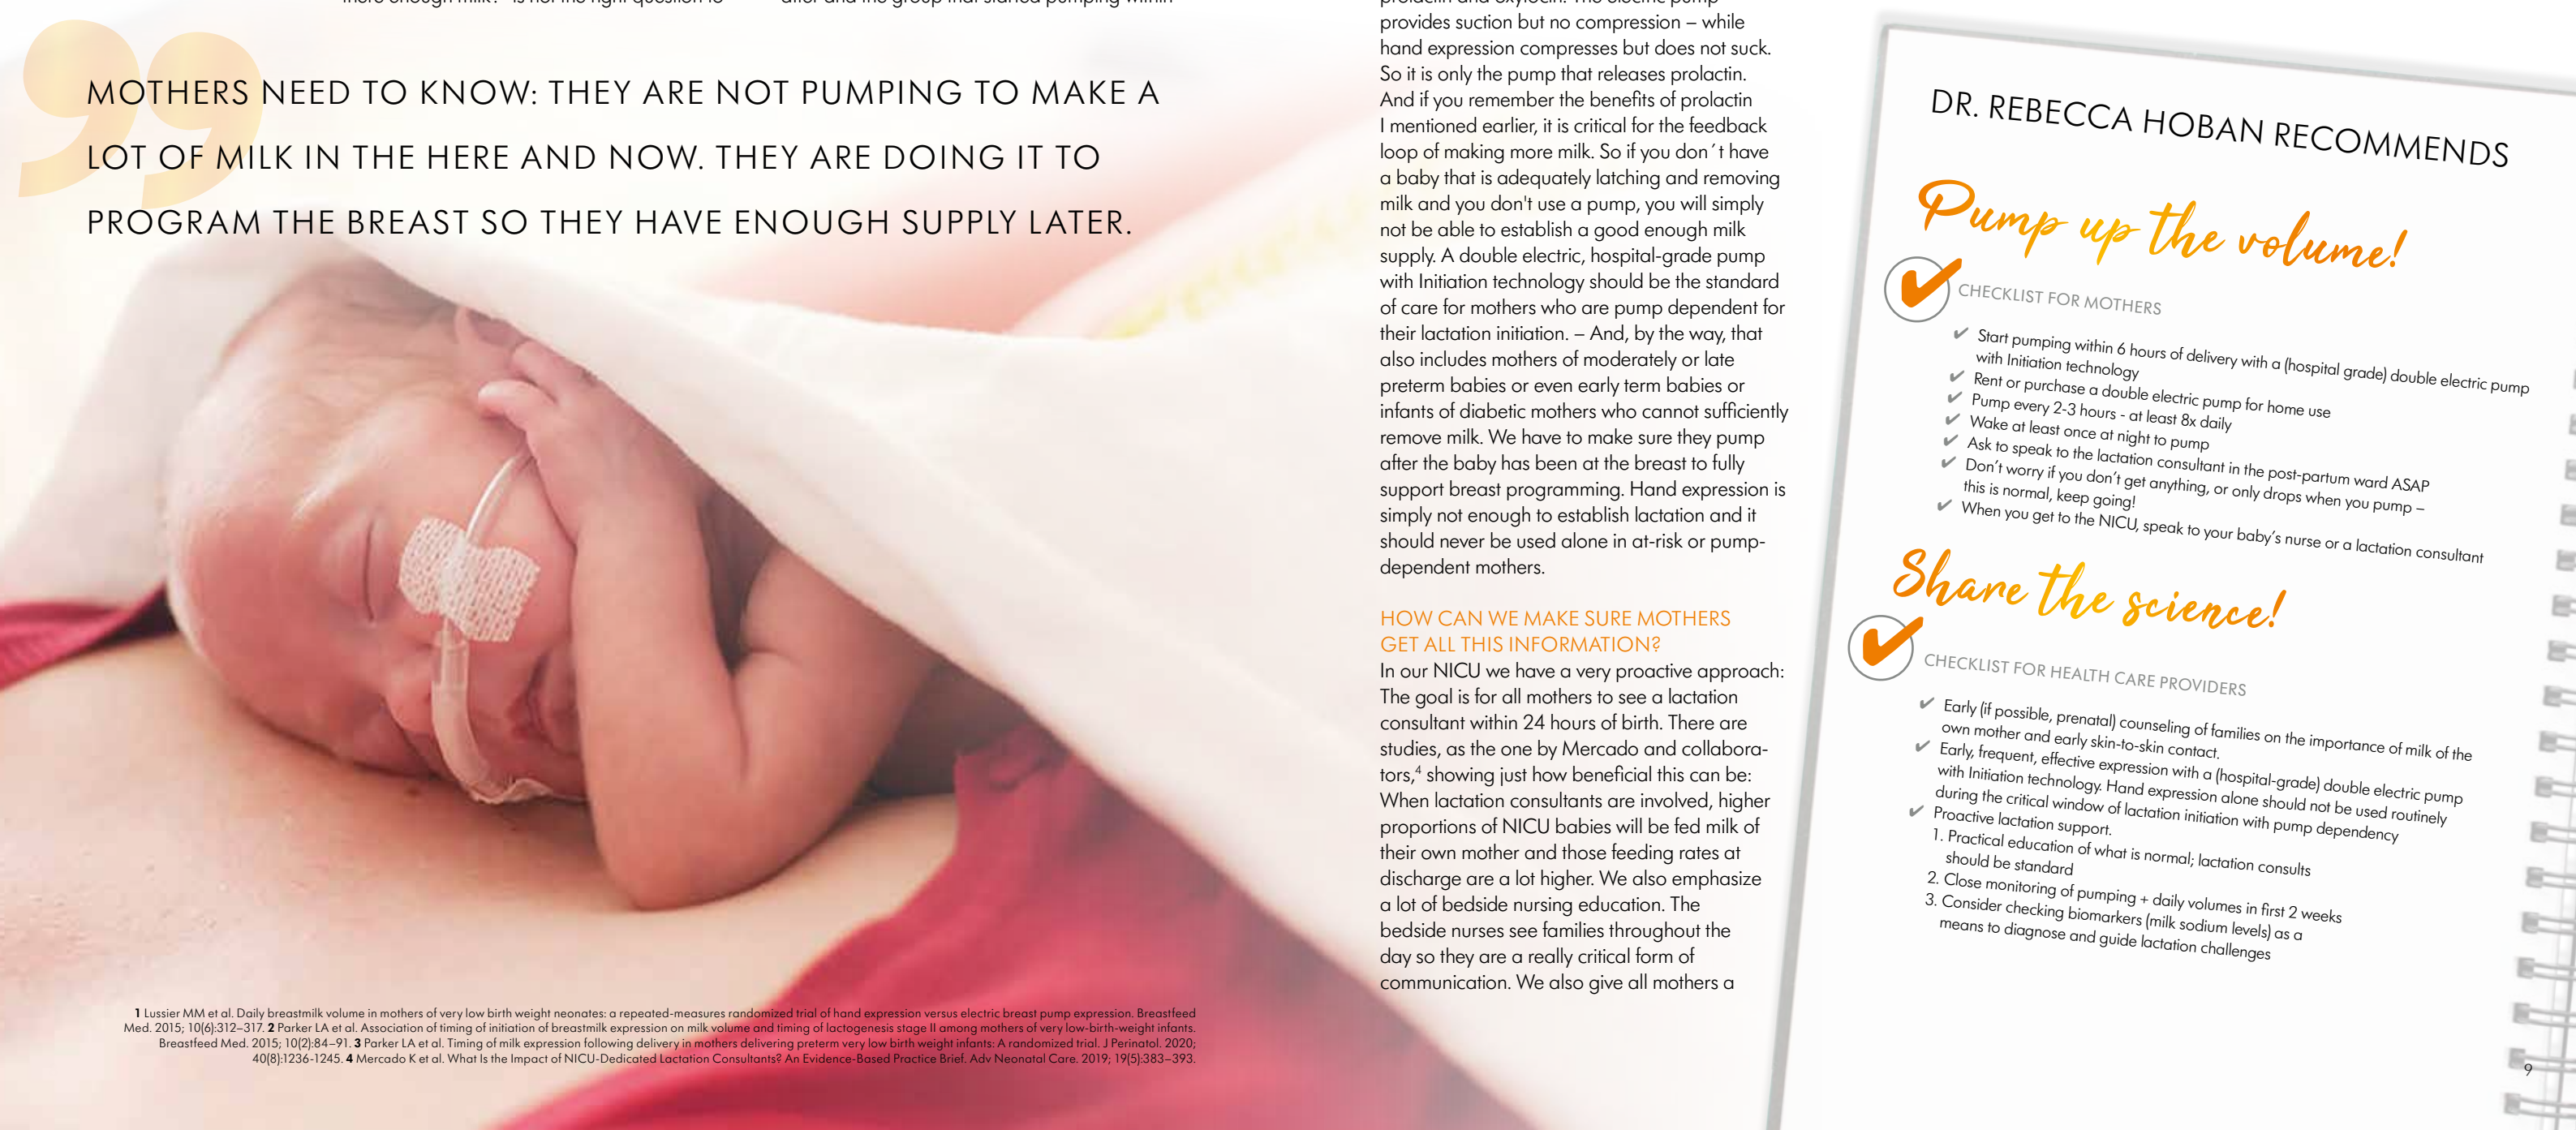 MOTHERS NEED TO KNOW: THEY ARE NOT PUMPING TO MAKE A
LOT OF MILK IN THE HERE AND NOW. THEY ARE DOING IT TO
PROGRAM THE BREAST SO THEY HAVE ENOUGH SUPPLY LATER.
1 Lussier MM et al. Daily breastmilk volume in mothers of very low birth weight neonates: a repeated-measures randomized trial of hand expression versus electric breast pump expression. Breastfeed
Med. 2015; 10(6):312–317. 2 Parker LA et al. Association of timing of initiation of breastmilk expression on milk volume and timing of lactogenesis stage II among mothers of very low-birth-weight infants.
Breastfeed Med. 2015; 10(2):84–91. 3 Parker LA et al. Timing of milk expression following delivery in mothers delivering preterm very low birth weight infants: A randomized trial. J Perinatol. 2020;
40(8):1236-1245. 4 Mercado K et al. What Is the Impact of NICU-Dedicated Lactation Consultants? An Evidence-Based Practice Brief. Adv Neonatal Care. 2019; 19(5):383–393.
provides suction but no compression – while
hand expression compresses but does not suck.
So it is only the pump that releases prolactin.
And if you remember the benefits of prolactin
I mentioned earlier, it is critical for the feedback
loop of making more milk. So if you don´t have
a baby that is adequately latching and removing
milk and you don't use a pump, you will simply
not be able to establish a good enough milk
supply. A double electric, hospital-grade pump
with Initiation technology should be the standard
of care for mothers who are pump dependent for
their lactation initiation. – And, by the way, that
also includes mothers of moderately or late
preterm babies or even early term babies or
infants of diabetic mothers who cannot sufficiently
remove milk. We have to make sure they pump
after the baby has been at the breast to fully
support breast programming. Hand expression is
simply not enough to establish lactation and it
should never be used alone in at-risk or pump-
dependent mothers.
HOW CAN WE MAKE SURE MOTHERS
GET ALL THIS INFORMATION?
In our NICU we have a very proactive approach:
The goal is for all mothers to see a lactation
consultant within 24 hours of birth. There are
studies, as the one by Mercado and collabora-
tors,4 showing just how beneficial this can be:
When lactation consultants are involved, higher
proportions of NICU babies will be fed milk of
their own mother and those feeding rates at
discharge are a lot higher. We also emphasize
a lot of bedside nursing education. The
bedside nurses see families throughout the
day so they are a really critical form of
communication. We also give all mothers a
DR. REBECCA HOBAN RECOMMENDS
Pump up the volume!
CHECKLIST FOR MOTHERS
✔ Start pumping within 6 hours of delivery with a (hospital grade) double electric pump
with Initiation technology
✔ Rent or purchase a double electric pump for home use
✔ Pump every 2-3 hours - at least 8x daily
✔ Wake at least once at night to pump
✔ Ask to speak to the lactation consultant in the post-partum ward ASAP
✔ Don't worry if you don't get anything, or only drops when you pump –
this is normal, keep going!
✔ When you get to the NICU, speak to your baby's nurse or a lactation consultant
Share the science!
CHECKLIST FOR HEALTH CARE PROVIDERS
✔ Early (if possible, prenatal) counseling of families on the importance of milk of the
own mother and early skin-to-skin contact.
✔ Early, frequent, effective expression with a (hospital-grade) double electric pump
with Initiation technology. Hand expression alone should not be used routinely
during the critical window of lactation initiation with pump dependency
✔ Proactive lactation support.
1. Practical education of what is normal; lactation consults
should be standard
2. Close monitoring of pumping + daily volumes in first 2 weeks
3. Consider checking biomarkers (milk sodium levels) as a
means to diagnose and guide lactation challenges
9